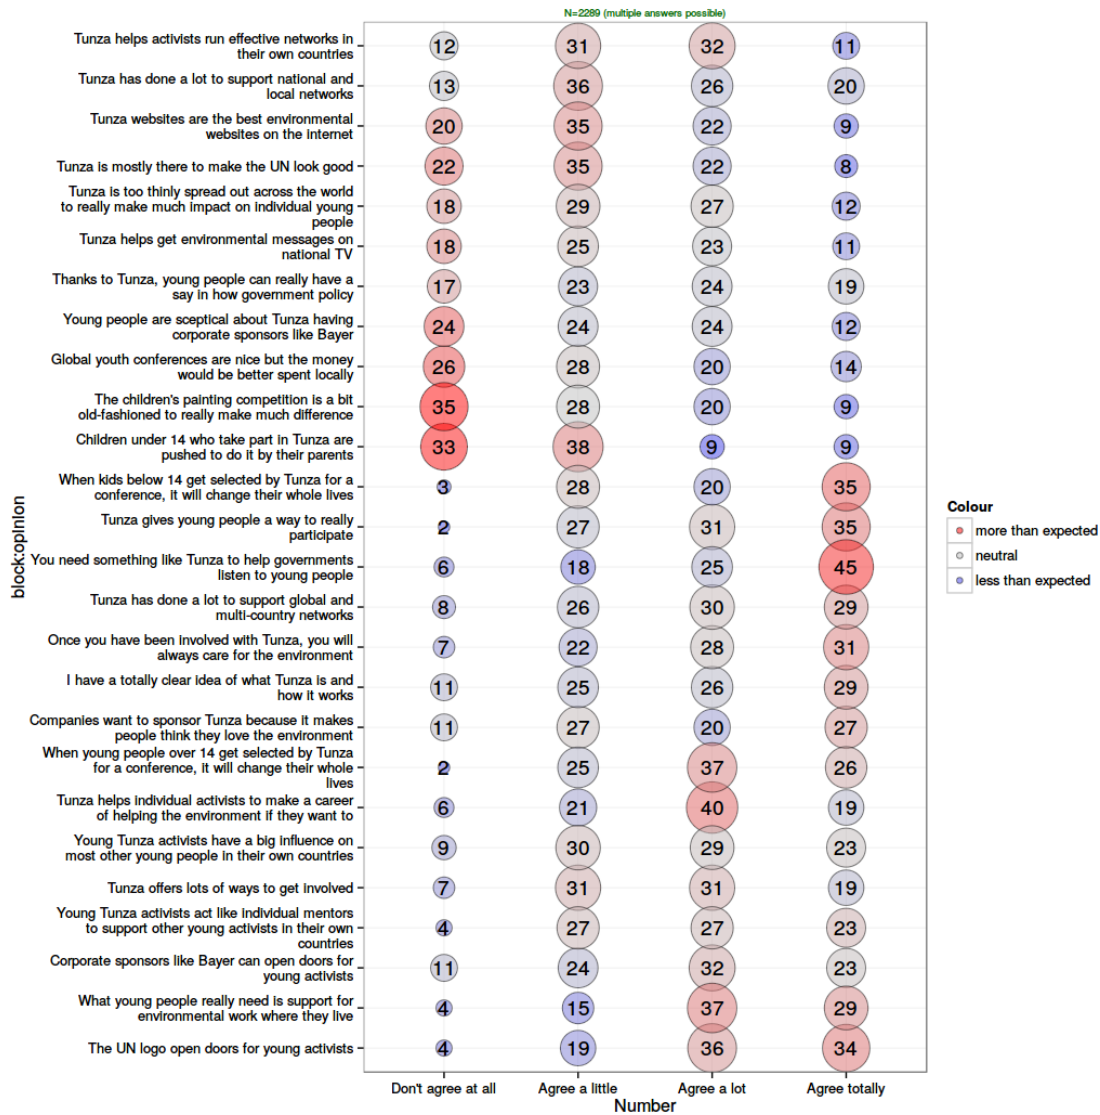 N=2289 (multiple answers possible)
Tunza helps activists run effective networks in
their own countries
12 31 32 11
Tunza has done a lot to support national and
local networks
13 36 26 20
Tunza websites are the best environmental
websites on the internet
20 35 22 9
Tunza is mostly there to make the UN look good
22 35 22 8
Tunza is too thinly spread out across the world
to really make much impact on individual young
people
18 29 27 12
Tunza helps get environmental messages on
national TV
18 25 23 11
Thanks to Tunza, young people can really have a
say in how government policy
17 23 24 19
Young people are sceptical about Tunza having
corporate sponsors like Bayer
24 24 24 12
Global youth conferences are nice but the money
would be better spent locally
26 28 20 14
The children's painting competition is a bit
old-fashioned to really make much difference
35 28 20 9
Children under 14 who take part in Tunza are
pushed to do it by their parents
33 38 9 9
When kids below 14 get selected by Tunza for a
conference, it will change their whole lives
3 28 20 35
Tunza gives young people a way to really
participate
2 27 31 35
You need something like Tunza to help governments
listen to young people
6 18 25 45
Tunza has done a lot to support global and
multi-country networks
8 26 30 29
Once you have been involved with Tunza, you will
always care for the environment
7 22 28 31
I have a totally clear idea of what Tunza is and
how it works
11 25 26 29
Companies want to sponsor Tunza because it makes
people think they love the environment
11 27 20 27
When young people over 14 get selected by Tunza
for a conference, it will change their whole
lives
2 25 37 26
Tunza helps individual activists to make a career
of helping the environment if they want to
6 21 40 19
Young Tunza activists have a big influence on
most other young people in their own countries
9 30 29 23
Tunza offers lots of ways to get involved
7 31 31 19
Young Tunza activists act like individual mentors
to support other young activists in their own
countries
4 27 27 23
Corporate sponsors like Bayer can open doors for
young activists
11 24 32 23
What young people really need is support for
environmental work where they live
4 15 37 29
The UN logo open doors for young activists
4 19 36 34
block:opinion
Don't agree at all Agree a little Agree a lot Agree totally
Number
Colour
more than expected
neutral
less than expected